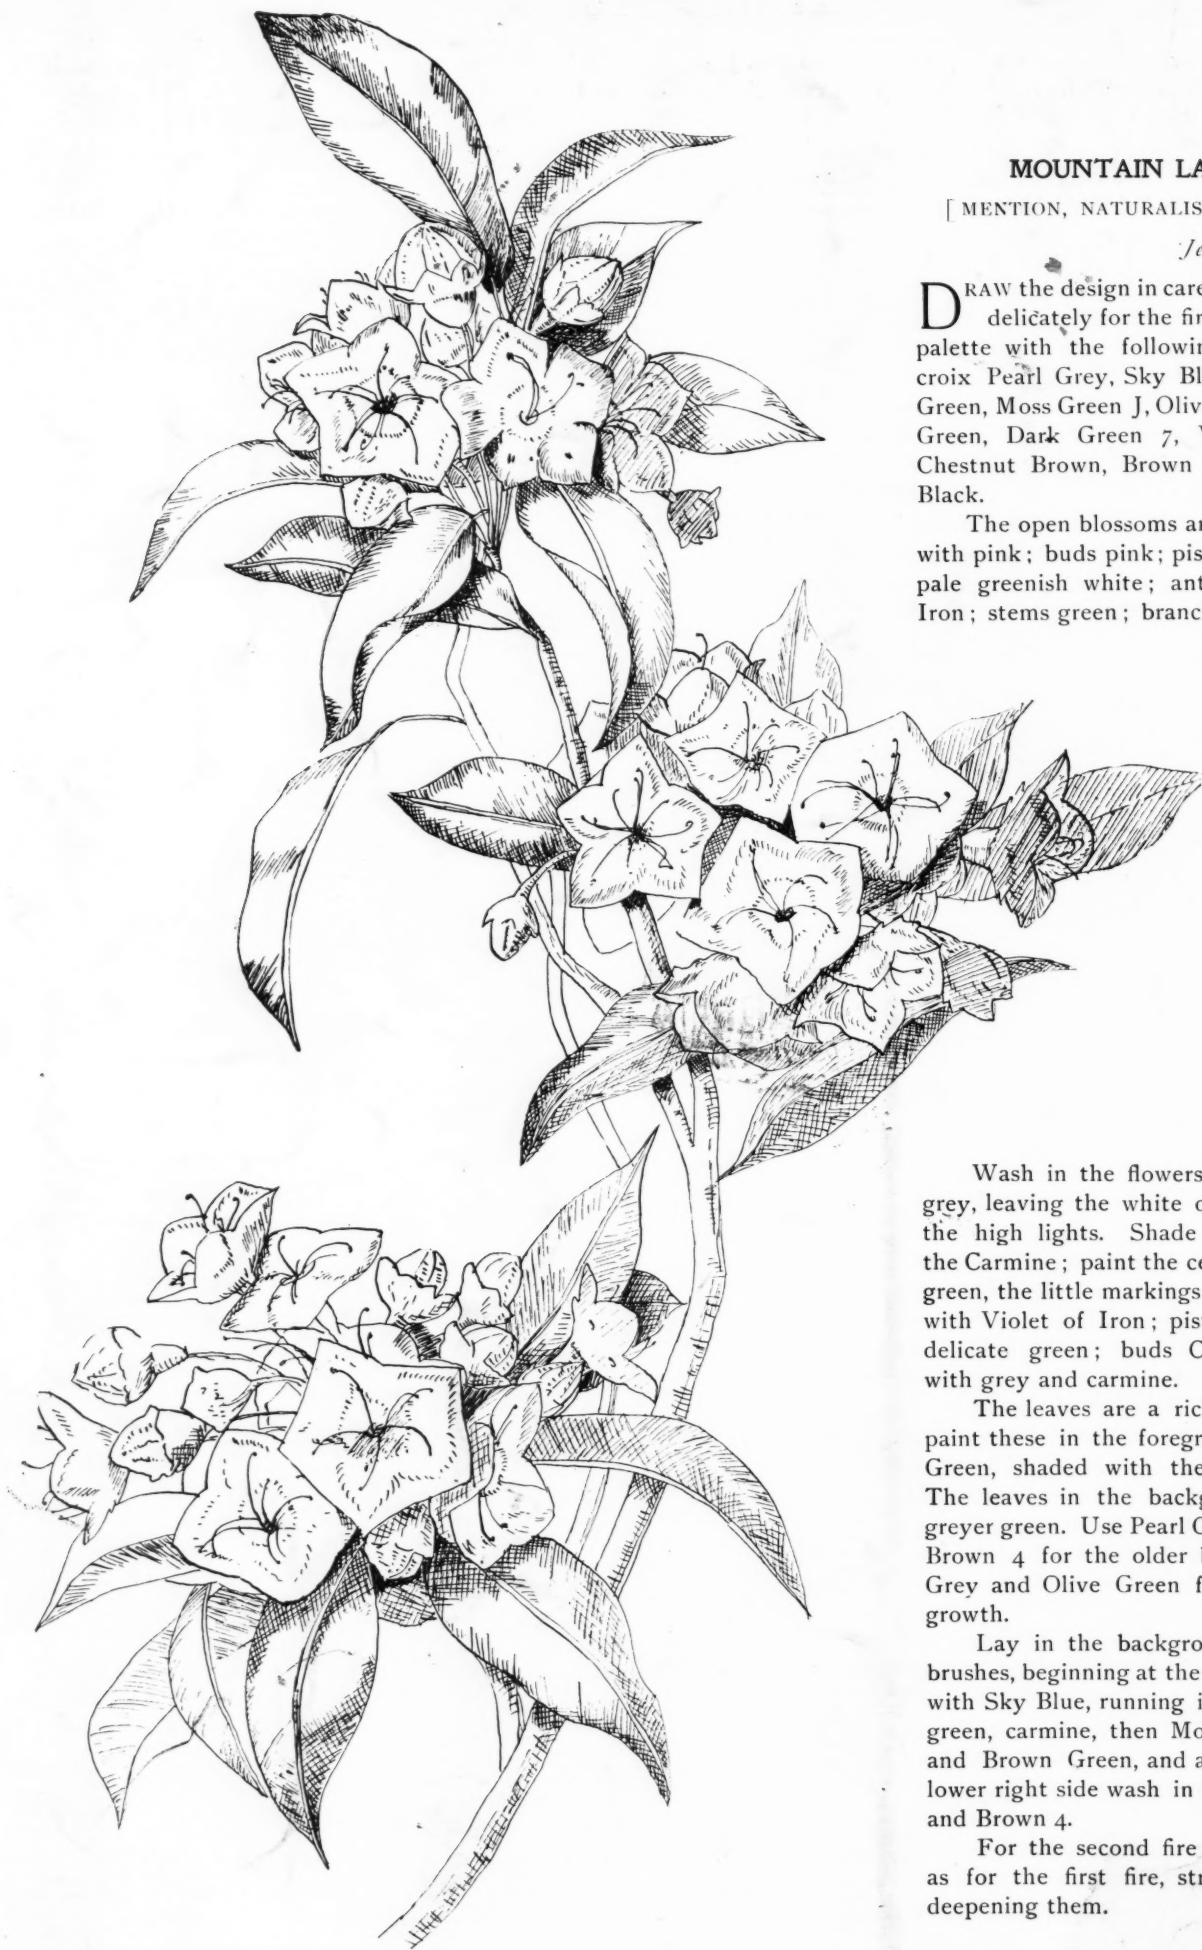 MOUNTAIN LA
[ MENTION, NATURALIS
Je
DRAW the design in care
delicately for the fir
palette with the followin
croix Pearl Grey, Sky Bl
Green, Moss Green J, Oliv
Green, Dark Green 7, V
Chestnut Brown, Brown
Black.
The open blossoms ar
with pink; buds pink; pis
pale greenish white; ant
Iron; stems green; branc
Wash in the flowers
grey, leaving the white o
the high lights. Shade
the Carmine; paint the ce
green, the little markings
with Violet of Iron; pis
delicate green; buds C
with grey and carmine.
The leaves are a ric
paint these in the foregr
Green, shaded with the
The leaves in the backg
greyer green. Use Pearl G
Brown 4 for the older
Grey and Olive Green f
growth.
Lay in the backgro
brushes, beginning at the
with Sky Blue, running i
green, carmine, then Mo
and Brown Green, and a
lower right side wash in
and Brown 4.
For the second fire
as for the first fire, str
deepening them.